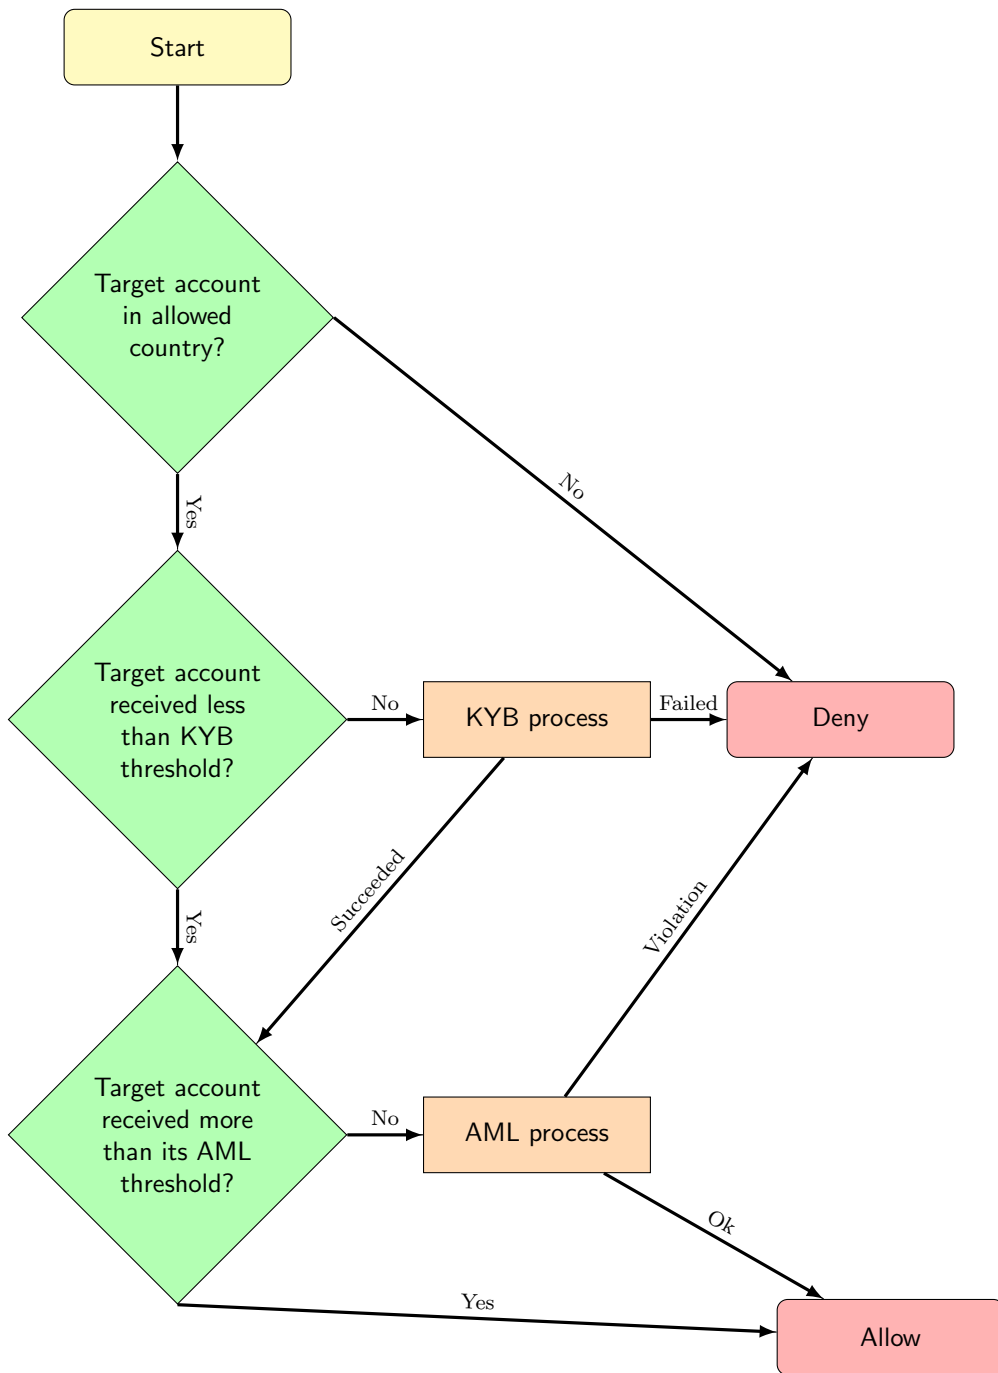 Start
Target account
in allowed
country?
No
Yes
Target account
received less
than KYB
threshold?
No
KYB process
Failed
Deny
Succeeded
Violation
Yes
Target account
received more
than its AML
threshold?
No
AML process
Ok
Yes
Allow